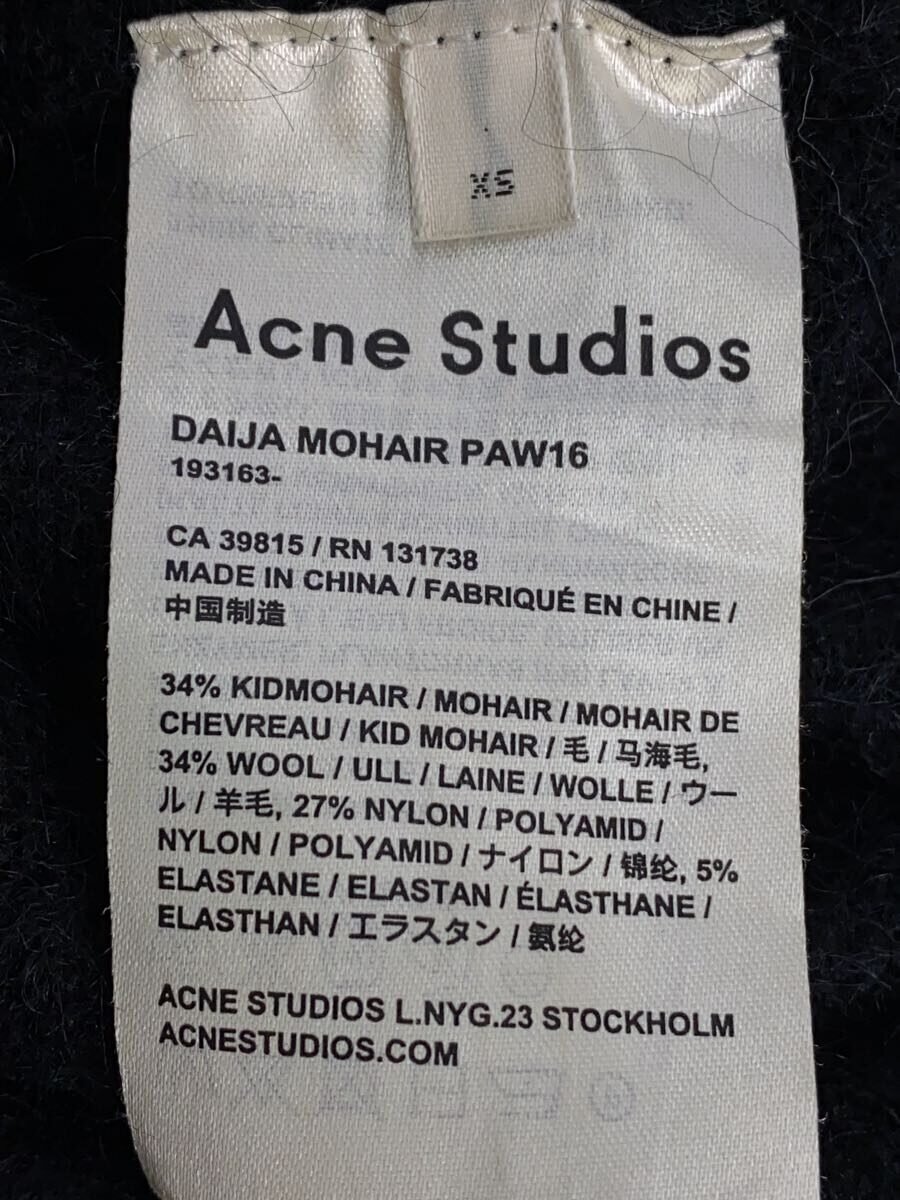 XS
Acne Studios
DAIJA MOHAIR PAW16
193163-
CA 39815 / RN 131738
MADE IN CHINA / FABRIQUÉ EN CHINE /
中国制造
34% KIDMOHAIR / MOHAIR / MOHAIR DE
CHEVREAU / KID MOHAIR / 毛 / 马海毛,
34% WOOL / ULL / LAINE / WOLLE / ウー
ル / 羊毛, 27% NYLON / POLYAMID /
NYLON / POLYAMID / ナイロン / 锦纶, 5%
ELASTANE / ELASTAN / ÉLASTHANE /
ELASTHAN / エラスタン / 氨纶
ACNE STUDIOS L.NYG.23 STOCKHOLM
ACNESTUDIOS.COM